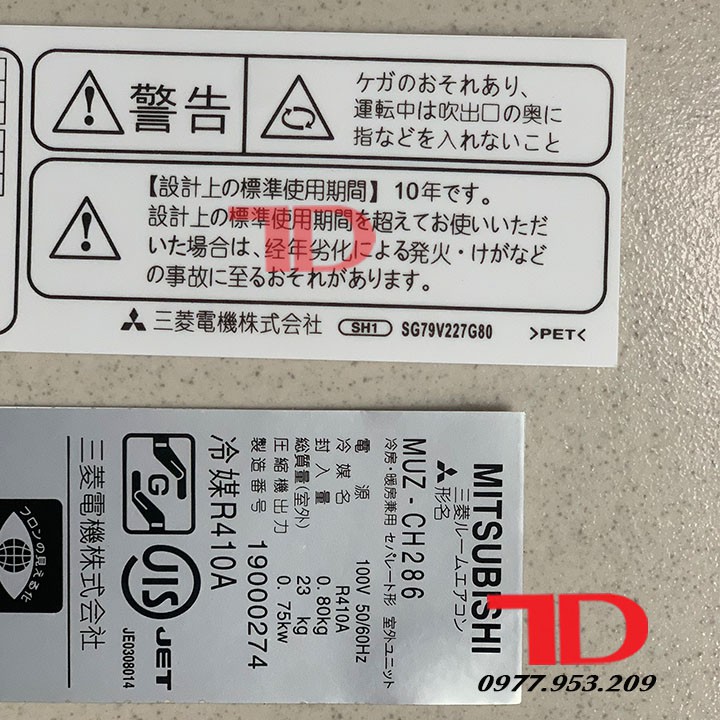 警告
ケガのおそれあり、
運転中は吹出口の奥に
指などを入れないこと
【設計上の標準使用期間】10年です。
設計上の標準使用期間を超えてお使いいただ
いた場合は、経年劣化による発火・けがなど
の事故に至るおそれがあります。
三菱電機株式会社 SH1 SG79V227G80 >PET<
MITSUBISHI
三菱ルームエアコン
形名
MUZ-CH286
冷房・暖房兼用 セパレート形 室外ユニット
電源 100V 50/60Hz
冷媒名 R410A
封入量 0.80kg
総質量(室外) 23 kg
圧縮機出力 0.75kw
製造番号 19000274
冷媒R410A
G
JIS JET
JE0308014
三菱電機株式会社
フロンの見える化
TD
TD
0977.953.209